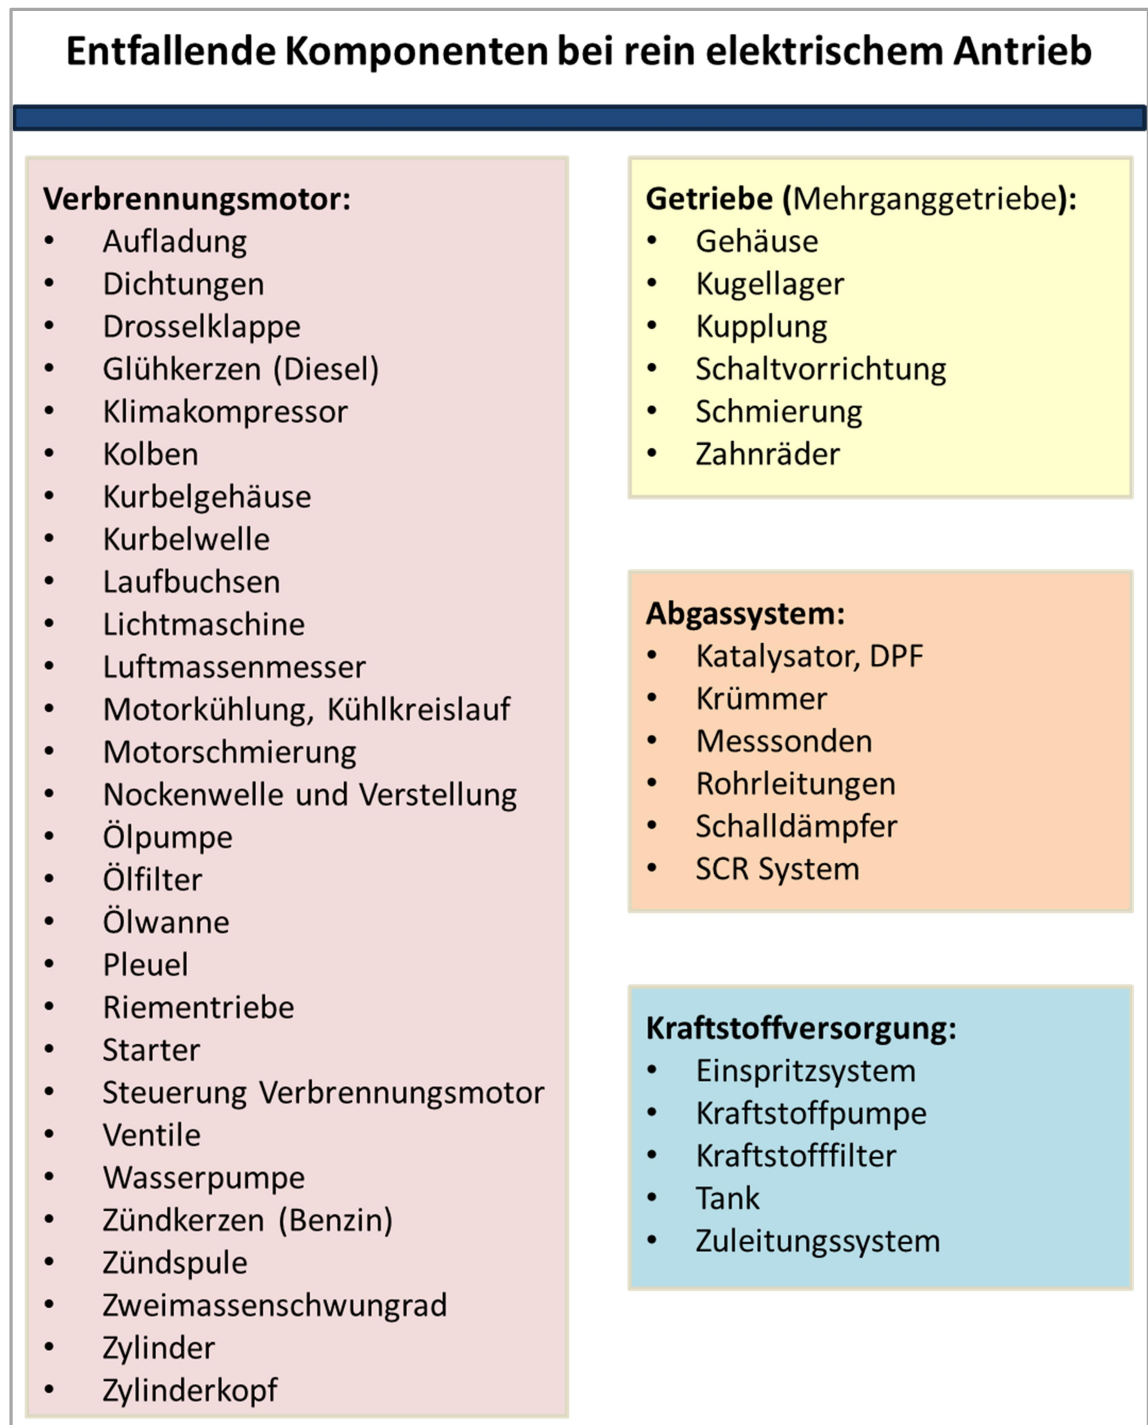 Entfallende Komponenten bei rein elektrischem Antrieb
Verbrennungsmotor:
• Aufladung
• Dichtungen
• Drosselklappe
• Glühkerzen (Diesel)
• Klimakompressor
• Kolben
• Kurbelgehäuse
• Kurbelwelle
• Laufbuchsen
• Lichtmaschine
• Luftmassenmesser
• Motorkühlung, Kühlkreislauf
• Motorschmierung
• Nockenwelle und Verstellung
• Ölpumpe
• Ölfilter
• Ölwanne
• Pleuel
• Riementriebe
• Starter
• Steuerung Verbrennungsmotor
• Ventile
• Wasserpumpe
• Zündkerzen (Benzin)
• Zündspule
• Zweimassenschwungrad
• Zylinder
• Zylinderkopf
Getriebe (Mehrganggetriebe):
• Gehäuse
• Kugellager
• Kupplung
• Schaltvorrichtung
• Schmierung
• Zahnräder
Abgassystem:
• Katalysator, DPF
• Krümmer
• Messsonden
• Rohrleitungen
• Schalldämpfer
• SCR System
Kraftstoffversorgung:
• Einspritzsystem
• Kraftstoffpumpe
• Kraftstofffilter
• Tank
• Zuleitungssystem